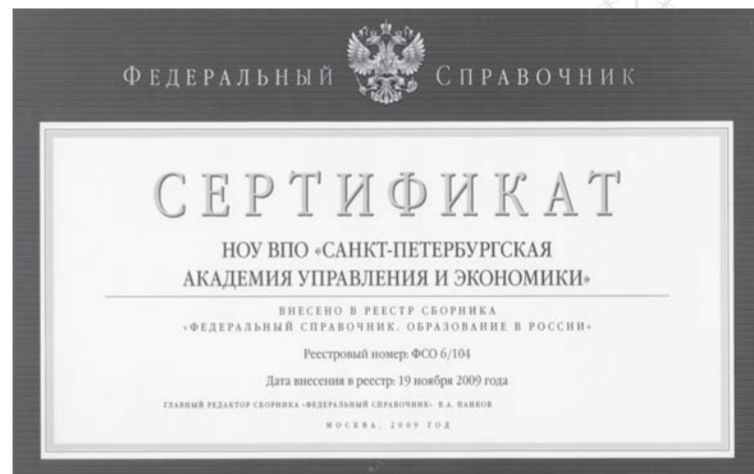 ФЕДЕРАЛЬНЫЙ СПРАВОЧНИК
СЕРТИФИКАТ
НОУ ВПО «САНКТ-ПЕТЕРБУРГСКАЯ
АКАДЕМИЯ УПРАВЛЕНИЯ И ЭКОНОМИКИ»
ВНЕСЕНО В РЕЕСТР СБОРНИКА
«ФЕДЕРАЛЬНЫЙ СПРАВОЧНИК. ОБРАЗОВАНИЕ В РОССИИ»
Реестровый номер: ФСО 6/104
Дата внесения в реестр: 19 ноября 2009 года
ГЛАВНЫЙ РЕДАКТОР СБОРНИКА «ФЕДЕРАЛЬНЫЙ СПРАВОЧНИК» В.А. ПАНКОВ
МОСКВА, 2009 ГОД